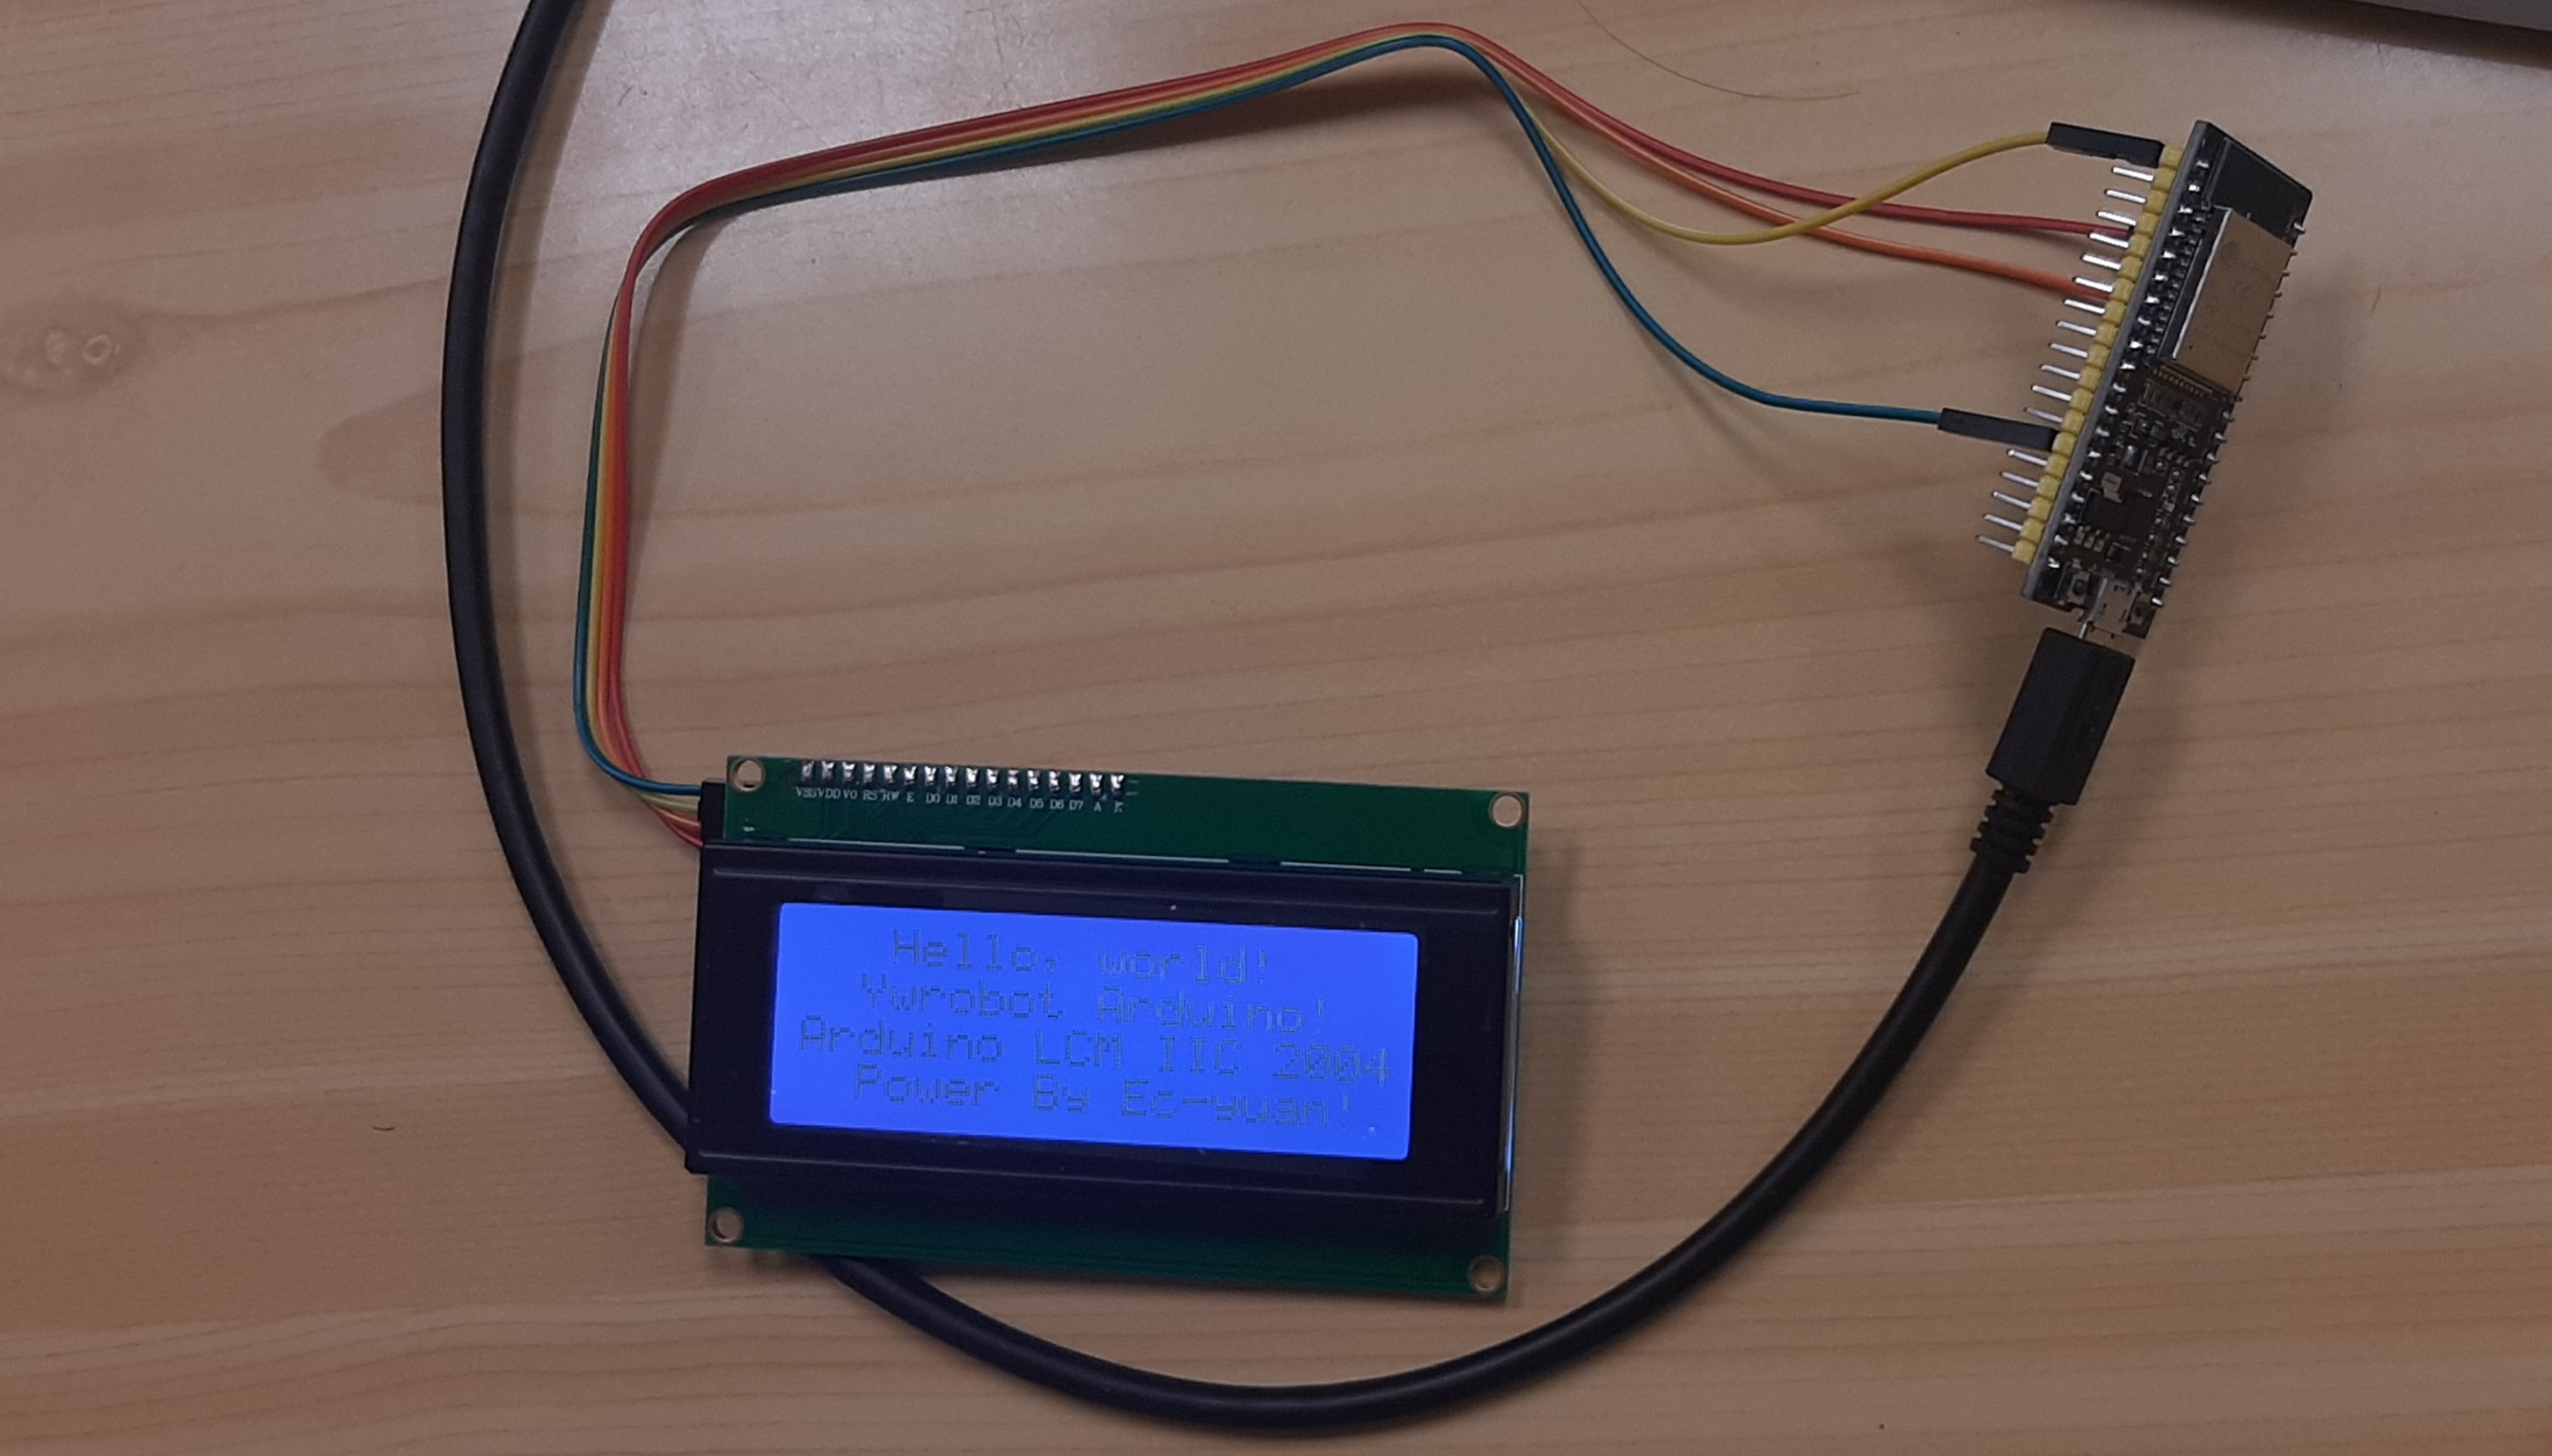 VSS VDD VO RS RW E D0 D1 D2 D3 D4 D5 D6 D7 A K
Hello, world!
Ywrobot Arduino!
Arduino LCM IIC 2004
Power By Ec-yuan!